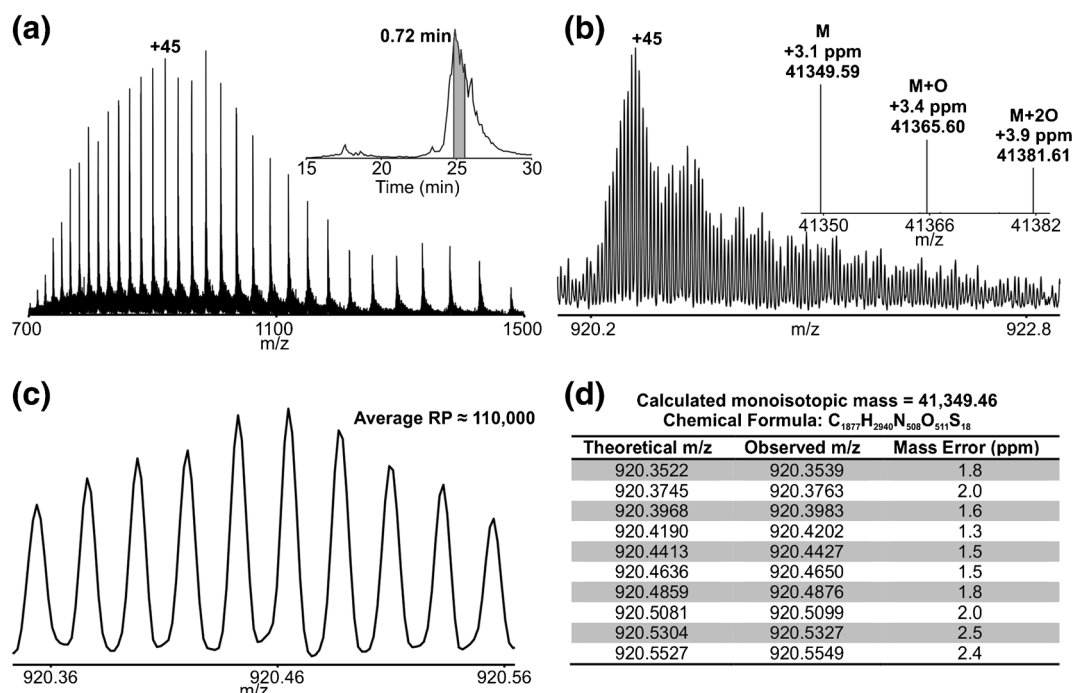 (a)
+45
0.72 min
15 20 25 30
Time (min)
700 1100 1500
m/z
(b)
+45
M
+3.1 ppm
41349.59
M+O
+3.4 ppm
41365.60
M+2O
+3.9 ppm
41381.61
41350 41366 41382
m/z
920.2 m/z 922.8
(c)
Average RP ≈ 110,000
920.36 920.46 920.56
m/z
(d)
Calculated monoisotopic mass = 41,349.46
Chemical Formula: C₁₈₇₇H₂₉₄₀N₅₀₈O₅₁₁S₁₈
Theoretical m/z Observed m/z Mass Error (ppm)
920.3522 920.3539 1.8
920.3745 920.3763 2.0
920.3968 920.3983 1.6
920.4190 920.4202 1.3
920.4413 920.4427 1.5
920.4636 920.4650 1.5
920.4859 920.4876 1.8
920.5081 920.5099 2.0
920.5304 920.5327 2.5
920.5527 920.5549 2.4